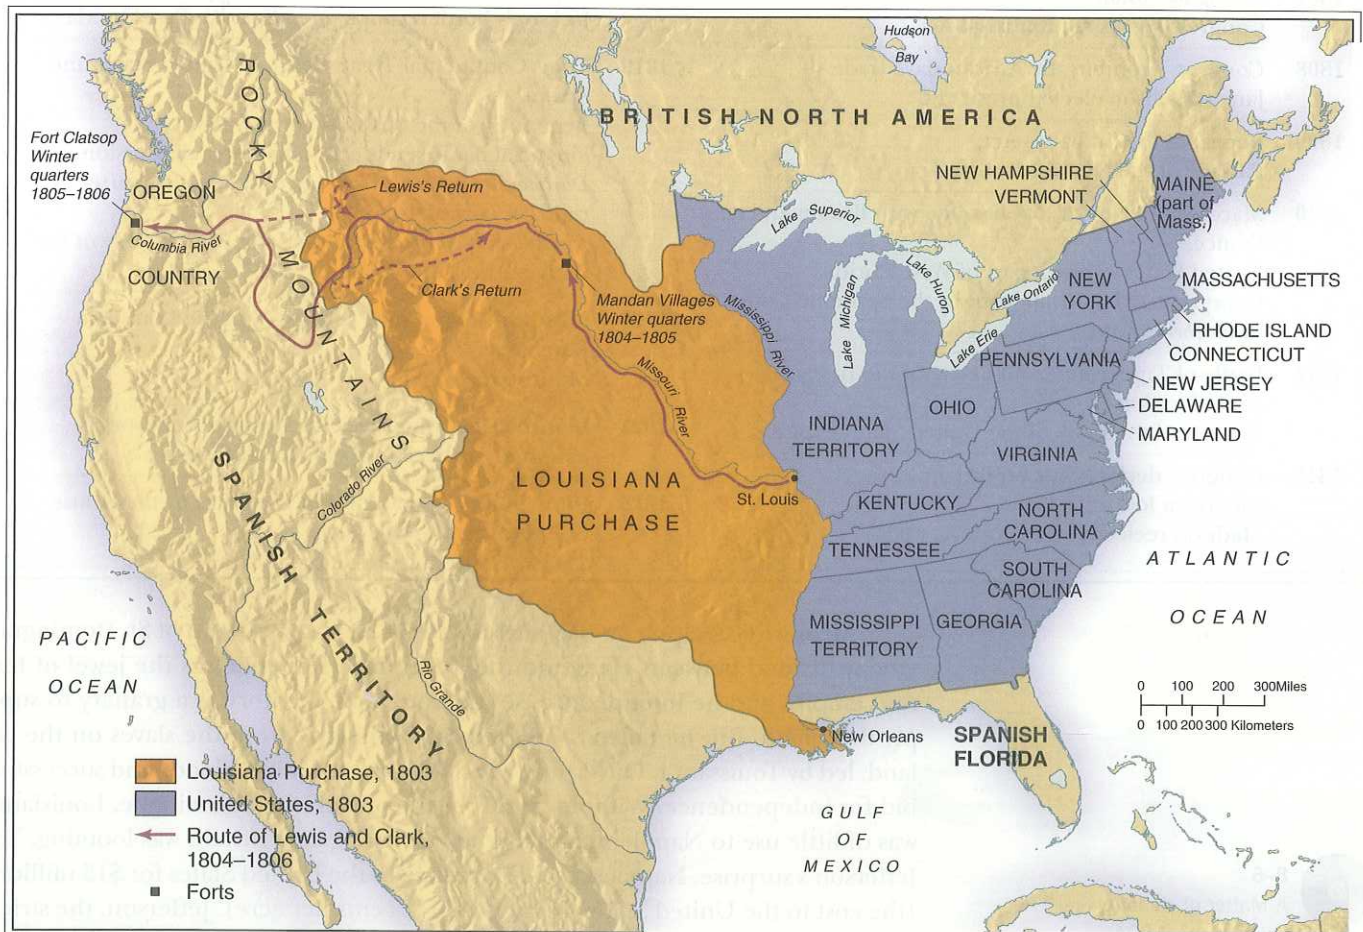 Hudson
Bay
BRITISH NORTH AMERICA
ROCKY
MOUNTAINS
Fort Clatsop
Winter
quarters
1805–1806
OREGON
COUNTRY
Columbia River
Lewis's Return
Clark's Return
Mandan Villages
Winter quarters
1804–1805
Missouri River
Mississippi River
Lake Superior
Lake Michigan
Lake Huron
Lake Ontario
Lake Erie
NEW HAMPSHIRE
VERMONT
MAINE
(part of
Mass.)
NEW
YORK
MASSACHUSETTS
RHODE ISLAND
CONNECTICUT
PENNSYLVANIA
NEW JERSEY
DELAWARE
MARYLAND
OHIO
INDIANA
TERRITORY
VIRGINIA
KENTUCKY
NORTH
CAROLINA
TENNESSEE
SOUTH
CAROLINA
MISSISSIPPI
TERRITORY
GEORGIA
LOUISIANA
PURCHASE
St. Louis
Colorado River
SPANISH TERRITORY
Rio Grande
New Orleans
SPANISH
FLORIDA
ATLANTIC
OCEAN
PACIFIC
OCEAN
GULF
OF
MEXICO
0 100 200 300 Miles
0 100 200 300 Kilometers
Louisiana Purchase, 1803
United States, 1803
Route of Lewis and Clark,
1804–1806
Forts